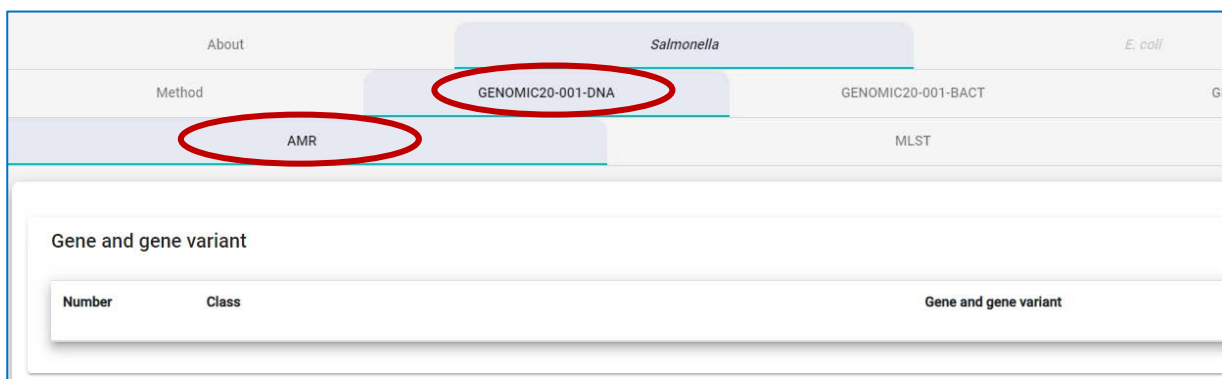 About Salmonella E. coli
Method GENOMIC20-001-DNA GENOMIC20-001-BACT G
AMR MLST
Gene and gene variant
Number Class Gene and gene variant